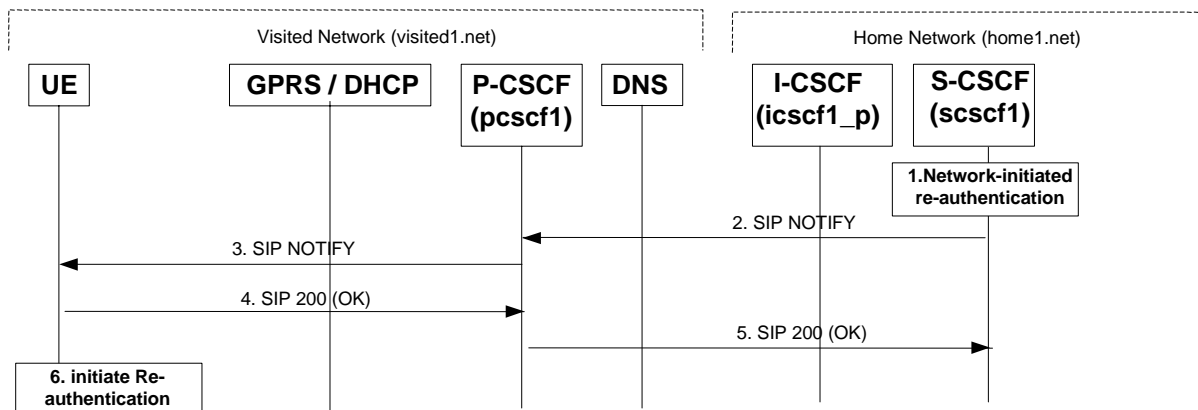 Visited Network (visited1.net)
Home Network (home1.net)
UE
GPRS / DHCP
P-CSCF
(pcscf1)
DNS
I-CSCF
(icscf1_p)
S-CSCF
(scscf1)
1.Network-initiated
re-authentication
2. SIP NOTIFY
3. SIP NOTIFY
4. SIP 200 (OK)
5. SIP 200 (OK)
6. initiate Re-
authentication